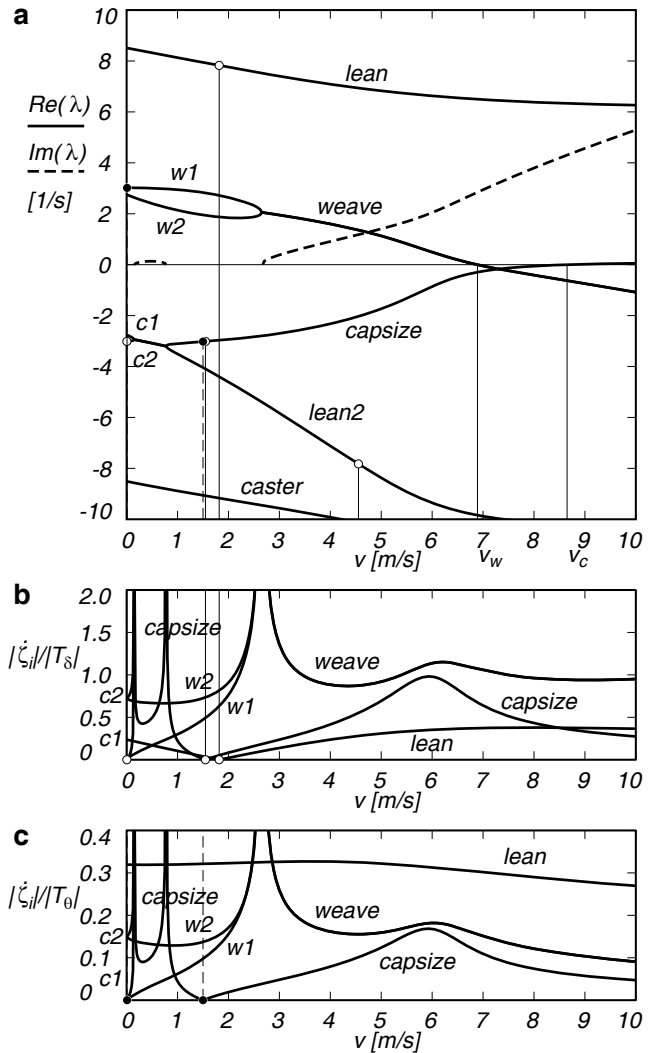 a
10
8
lean
Re(λ)
6
Im(λ)
4
w1
[1/s]
2
w2
weave
0
-2
c1
capsize
c2
-4
-6
lean2
-8
caster
-10
0 1 2 3 4 5 6 7 8 9 10
v [m/s] v_w v_c
b
2.0
capsize
1.5
|ζ̇_i|/|T_δ|
1.0
weave
c2
w2
capsize
0.5
w1
c1
lean
0
0 1 2 3 4 5 6 7 8 9 10
v [m/s]
c
0.4
lean
0.3
capsize
|ζ̇_i|/|T_θ|
0.2
w2
weave
c2
w1
0.1
capsize
c1
0
0 1 2 3 4 5 6 7 8 9 10
v [m/s]